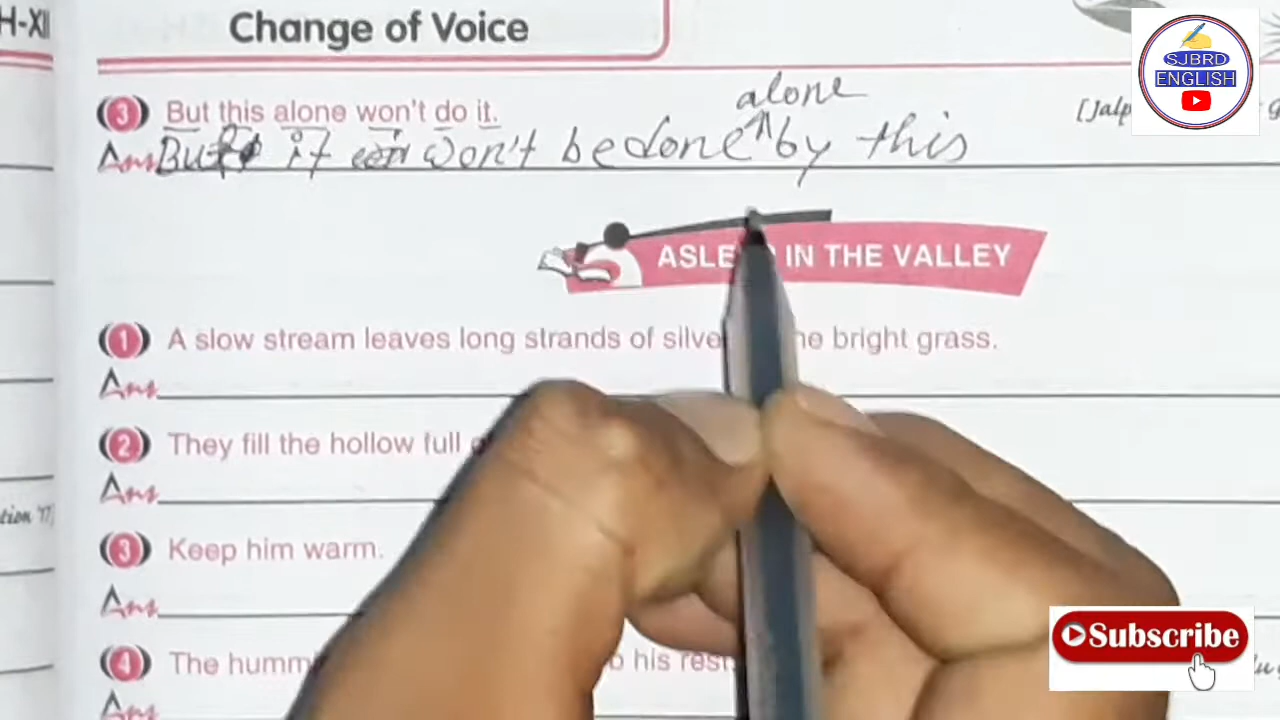 H-XII
Change of Voice
SJBRD
ENGLISH
(3) But this alone won't do it.
[Jalp
alone
Ans But it won't be done by this
ASLE IN THE VALLEY
(1) A slow stream leaves long strands of silve he bright grass.
Ans
(2) They fill the hollow full
Ans
tion '17]
(3) Keep him warm.
Ans
Subscribe
(4) The humm his rest
Ans